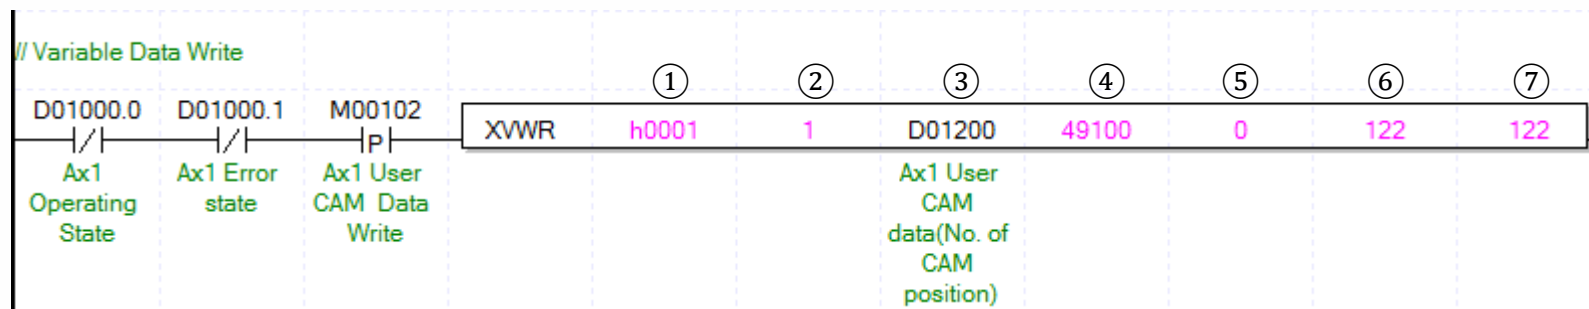 // Variable Data Write
① ② ③ ④ ⑤ ⑥ ⑦
D01000.0 D01000.1 M00102
XVWR h0001 1 D01200 49100 0 122 122
P
Ax1 Operating State
Ax1 Error state
Ax1 User CAM Data Write
Ax1 User CAM data(No. of CAM position)